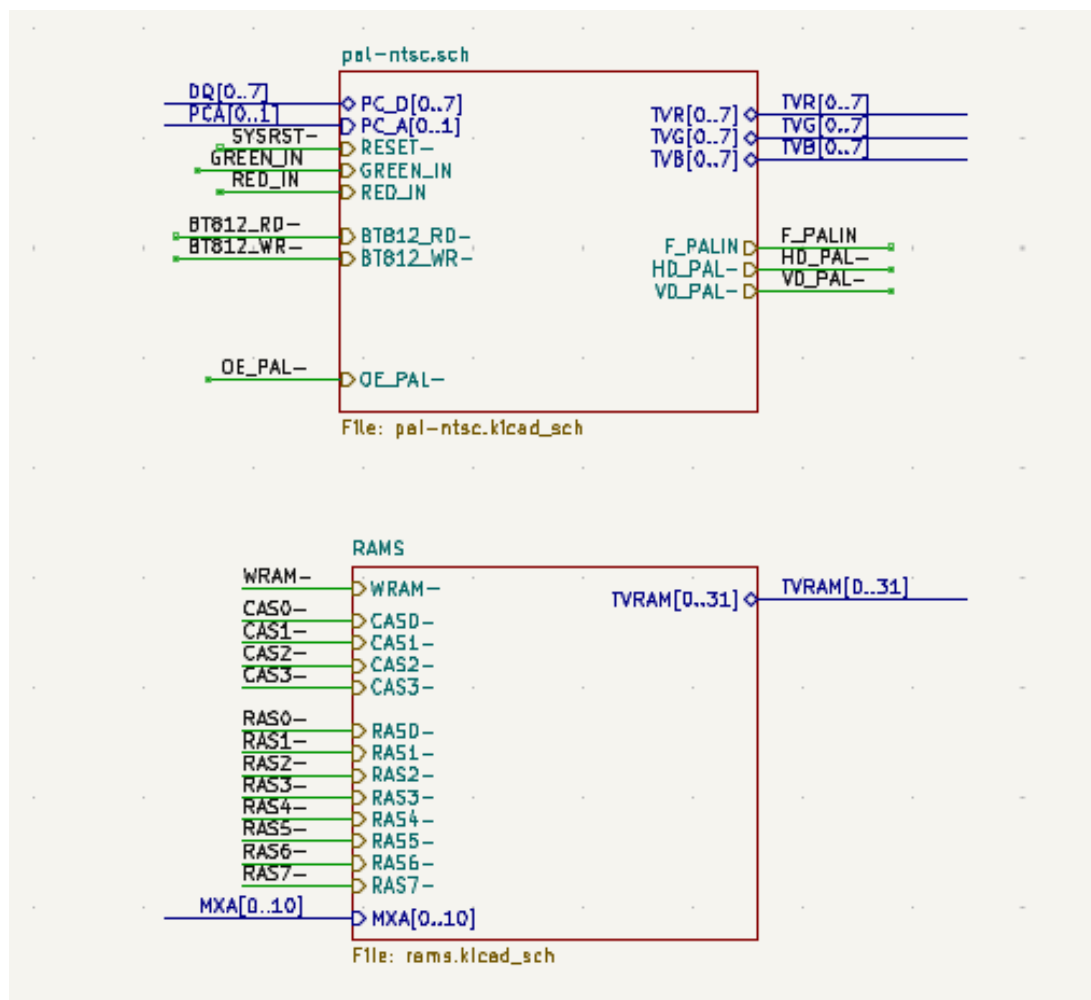 pal-ntsc.sch
DQ[0..7]
PCA[0..1]
SYSRST-
GREEN_IN
RED_IN
BT812_RD-
BT812_WR-
OE_PAL-
PC_D[0..7]
PC_A[0..1]
RESET-
GREEN_IN
RED_IN
BT812_RD-
BT812_WR-
OE_PAL-
TVR[0..7]
TVG[0..7]
TVB[0..7]
F_PALIN
HD_PAL-
VD_PAL-
TVR[0..7]
TVG[0..7]
TVB[0..7]
F_PALIN
HD_PAL-
VD_PAL-
File: pal-ntsc.kicad_sch
RAMS
WRAM-
CAS0-
CAS1-
CAS2-
CAS3-
RAS0-
RAS1-
RAS2-
RAS3-
RAS4-
RAS5-
RAS6-
RAS7-
MXA[0..10]
WRAM-
CAS0-
CAS1-
CAS2-
CAS3-
RAS0-
RAS1-
RAS2-
RAS3-
RAS4-
RAS5-
RAS6-
RAS7-
MXA[0..10]
TVRAM[0..31]
TVRAM[0..31]
File: rams.kicad_sch